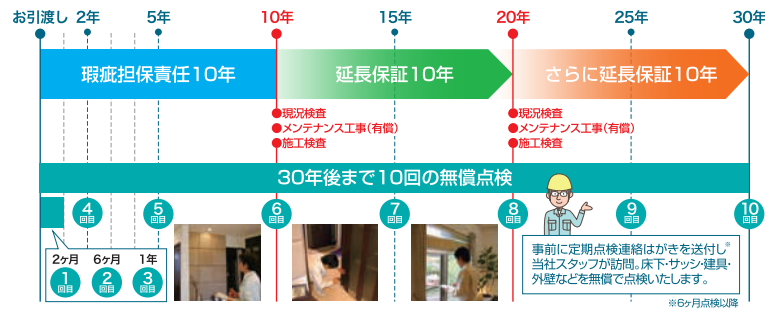 お引渡し 2年 5年 10年 15年 20年 25年 30年
瑕疵担保責任10年 延長保証10年 さらに延長保証10年
現況検査
メンテナンス工事(有償)
施工検査
現況検査
メンテナンス工事(有償)
施工検査
30年後まで10回の無償点検
4回目 5回目 6回目 7回目 8回目 9回目 10回目
2ヶ月 6ヶ月 1年
1回目 2回目 3回目
事前に定期点検連絡はがきを送付し※
当社スタッフが訪問。床下・サッシ・建具・
外壁などを無償で点検いたします。
※6ヶ月点検以降